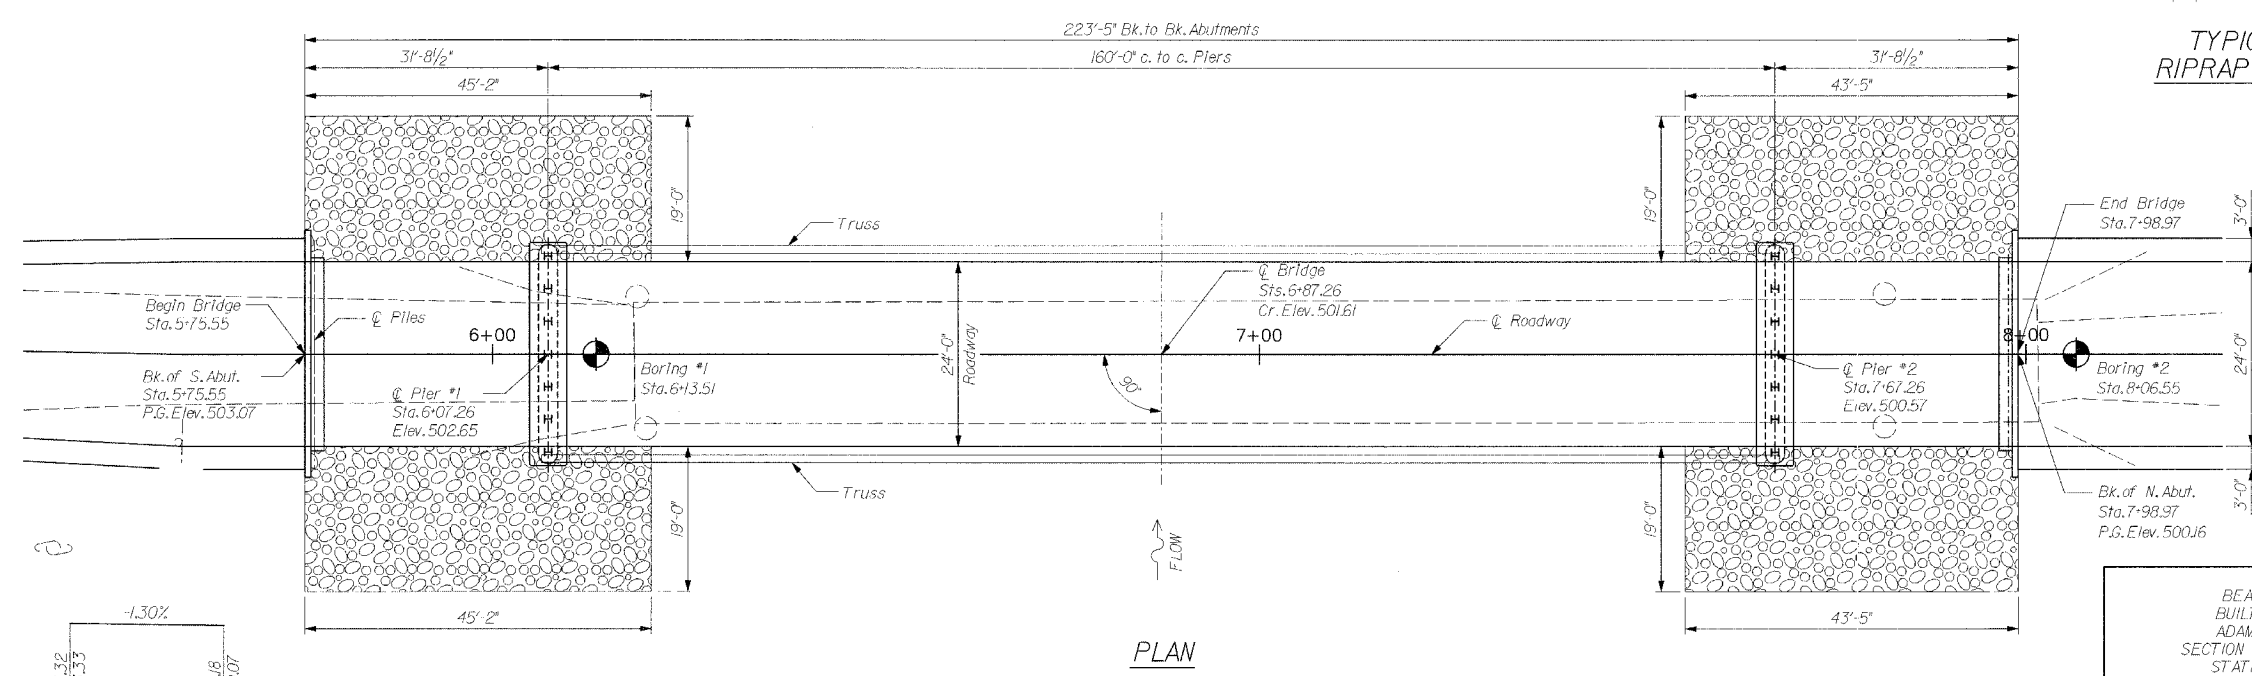 223'-5" Bk. to Bk. Abutments
31'-8½"
160'-0" c. to c. Piers
31'-8½"
45'-2"
43'-5"
TYPIC
RIPRAP
19'-0"
19'-0"
Truss
End Bridge
Sta. 7+98.97
3'-0"
℄ Bridge
Sts. 6+87.26
Cr. Elev. 501.61
Begin Bridge
Sta. 5+75.55
℄ Piles
6+00
7+00
8+00
℄ Roadway
24'-0"
Roadway
24'-0"
Bk. of S. Abut.
Sta. 5+75.55
P.G. Elev. 503.07
℄ Pier #1
Sta. 6+07.26
Elev. 502.65
Boring #1
Sta. 6+13.51
90°
℄ Pier #2
Sta. 7+67.26
Elev. 500.57
Boring #2
Sta. 8+06.55
Truss
Bk. of N. Abut.
Sta. 7+98.97
P.G. Elev. 500.16
3'-0"
19'-0"
19'-0"
FLOW
45'-2"
43'-5"
-1.30%
.32
.33
.18
.07
PLAN
BEA
BUIL
ADAM
SECTION
STATI